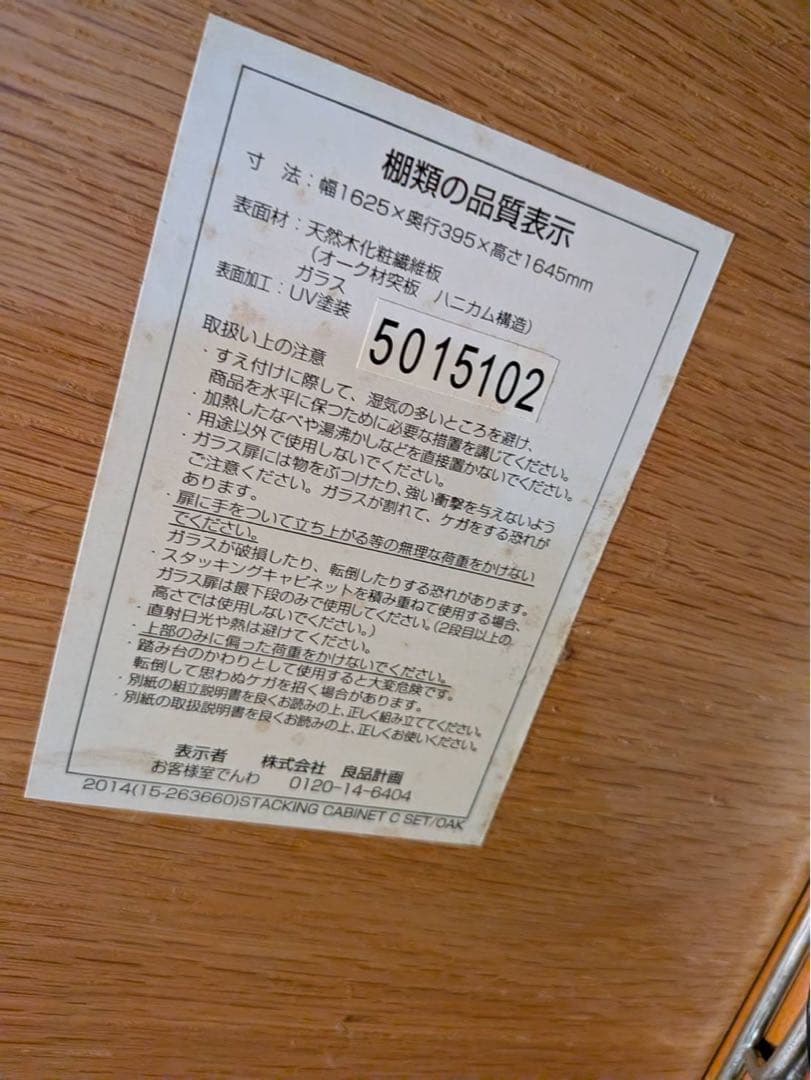 棚類の品質表示
寸　法：幅1625×奥行395×高さ1645mm
表面材：天然木化粧繊維板
(オーク材突板　ハニカム構造)
ガラス
表面加工：UV塗装
5015102
取扱い上の注意
・すえ付けに際して、湿気の多いところを避け、
商品を水平に保つために必要な措置を講じてください。
・加熱したなべや湯沸かしなどを直接置かないでください。
・用途以外で使用しないでください。
・ガラス扉には物をぶつけたり、強い衝撃を与えないよう
ご注意ください。ガラスが割れて、ケガをする恐れが
あります。
・扉に手をついて立ち上がる等の無理な荷重をかけない
でください。
ガラスが破損したり、転倒したりする恐れがあります。
・スタッキングキャビネットを積み重ねて使用する場合、
ガラス扉は最下段のみで使用してください。(2段目以上の
高さでは使用しないでください。)
・直射日光や熱は避けてください。
・上部のみに偏った荷重をかけないでください。
・踏み台のかわりとして使用すると大変危険です。
転倒して思わぬケガを招く場合があります。
・別紙の組立説明書を良くお読みの上、正しく組み立ててください。
・別紙の取扱説明書を良くお読みの上、正しくお使いください。
表示者　株式会社　良品計画
お客様室でんわ　0120-14-6404
2014(15-263660)STACKING CABINET C SET/OAK